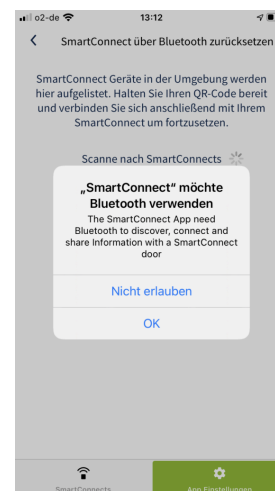 o2-de
13:12
SmartConnect über Bluetooth zurücksetzen
SmartConnect Geräte in der Umgebung werden
hier aufgelistet. Halten Sie Ihren QR-Code bereit
und verbinden Sie sich anschließend mit Ihrem
SmartConnect um fortzusetzen.
Scanne nach SmartConnects
„SmartConnect“ möchte
Bluetooth verwenden
The SmartConnect App need
Bluetooth to discover, connect and
share Information with a SmartConnect
door
Nicht erlauben
OK
SmartConnects
App Einstellungen